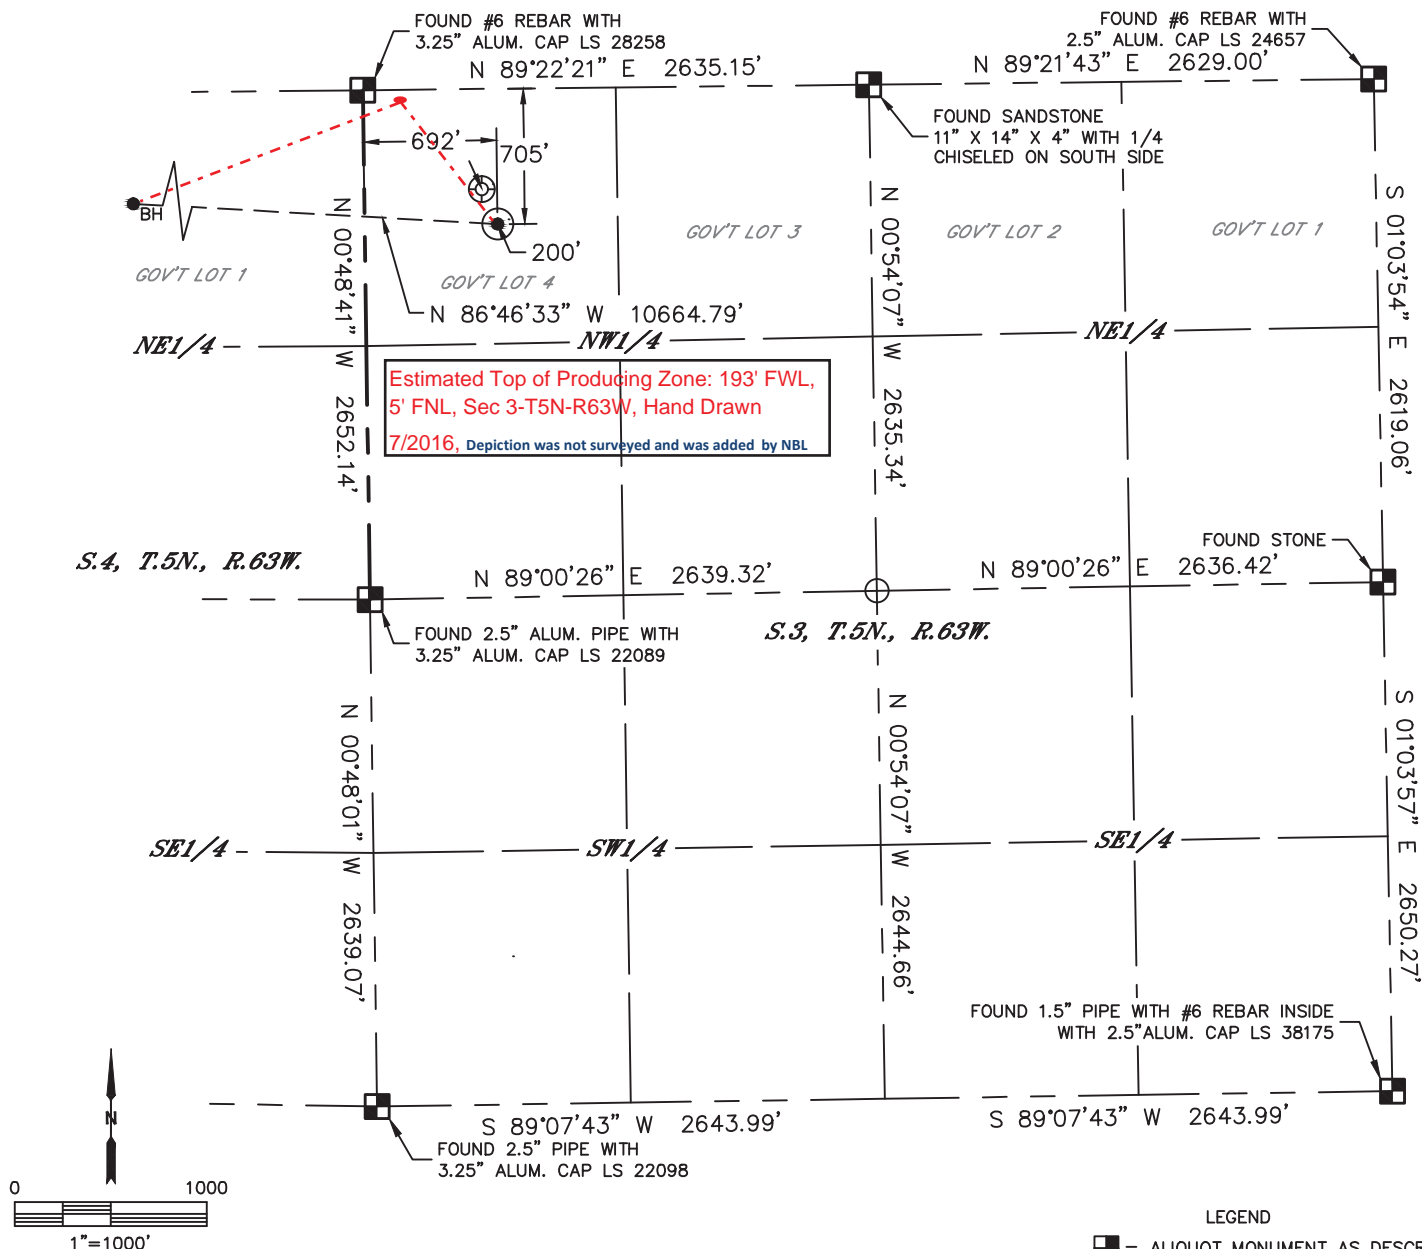 FOUND #6 REBAR WITH
3.25" ALUM. CAP LS 28258
FOUND #6 REBAR WITH
2.5" ALUM. CAP LS 24657
N 89°22'21" E 2635.15'
N 89°21'43" E 2629.00'
FOUND SANDSTONE
11" X 14" X 4" WITH 1/4
CHISELED ON SOUTH SIDE
692'
705'
BH
200'
GOV'T LOT 1
GOV'T LOT 4
GOV'T LOT 3
GOV'T LOT 2
GOV'T LOT 1
N 86°46'33" W 10664.79'
N 00°48'41" W 2652.14'
N 00°54'07" W 2635.34'
S 01°03'54" E 2619.06'
NE1/4
NW1/4
NE1/4
Estimated Top of Producing Zone: 193' FWL,
5' FNL, Sec 3-T5N-R63W, Hand Drawn
7/2016, Depiction was not surveyed and was added by NBL
S.4, T.5N., R.63W.
N 89°00'26" E 2639.32'
N 89°00'26" E 2636.42'
FOUND STONE
FOUND 2.5" ALUM. PIPE WITH
3.25" ALUM. CAP LS 22089
S.3, T.5N., R.63W.
N 00°48'01" W 2639.07'
N 00°54'07" W 2644.66'
S 01°03'57" E 2650.27'
SE1/4
SW1/4
SE1/4
FOUND 1.5" PIPE WITH #6 REBAR INSIDE
WITH 2.5"ALUM. CAP LS 38175
S 89°07'43" W 2643.99'
S 89°07'43" W 2643.99'
FOUND 2.5" PIPE WITH
3.25" ALUM. CAP LS 22098
N
0 1000
1"=1000'
LEGEND
= ALIQUOT MONUMENT AS DESCR